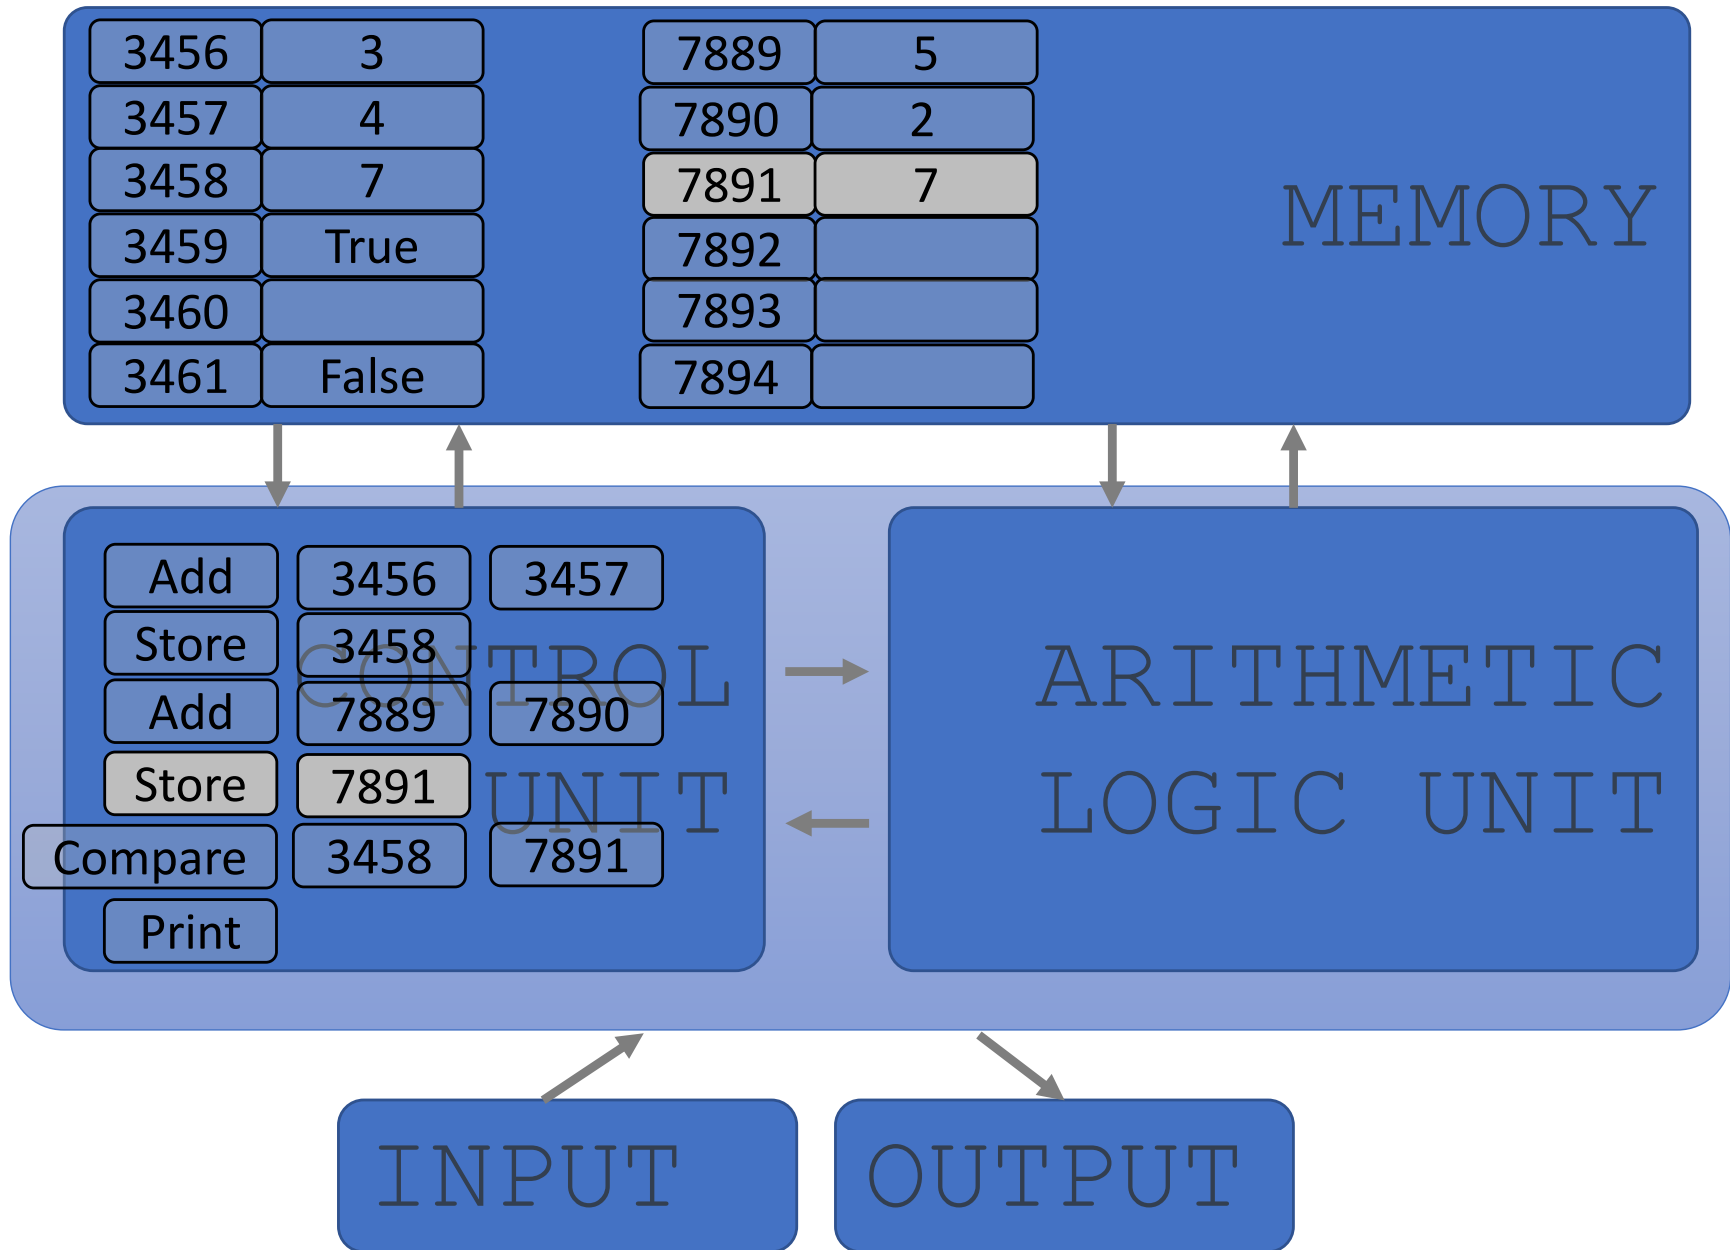 3456 3
3457 4
3458 7
3459 True
3460
3461 False
7889 5
7890 2
7891 7
7892
7893
7894
MEMORY
Add 3456 3457
Store 3458
Add 7889 7890
Store 7891
Compare 3458 7891
Print
CONTROL
UNIT
ARITHMETIC
LOGIC UNIT
INPUT
OUTPUT